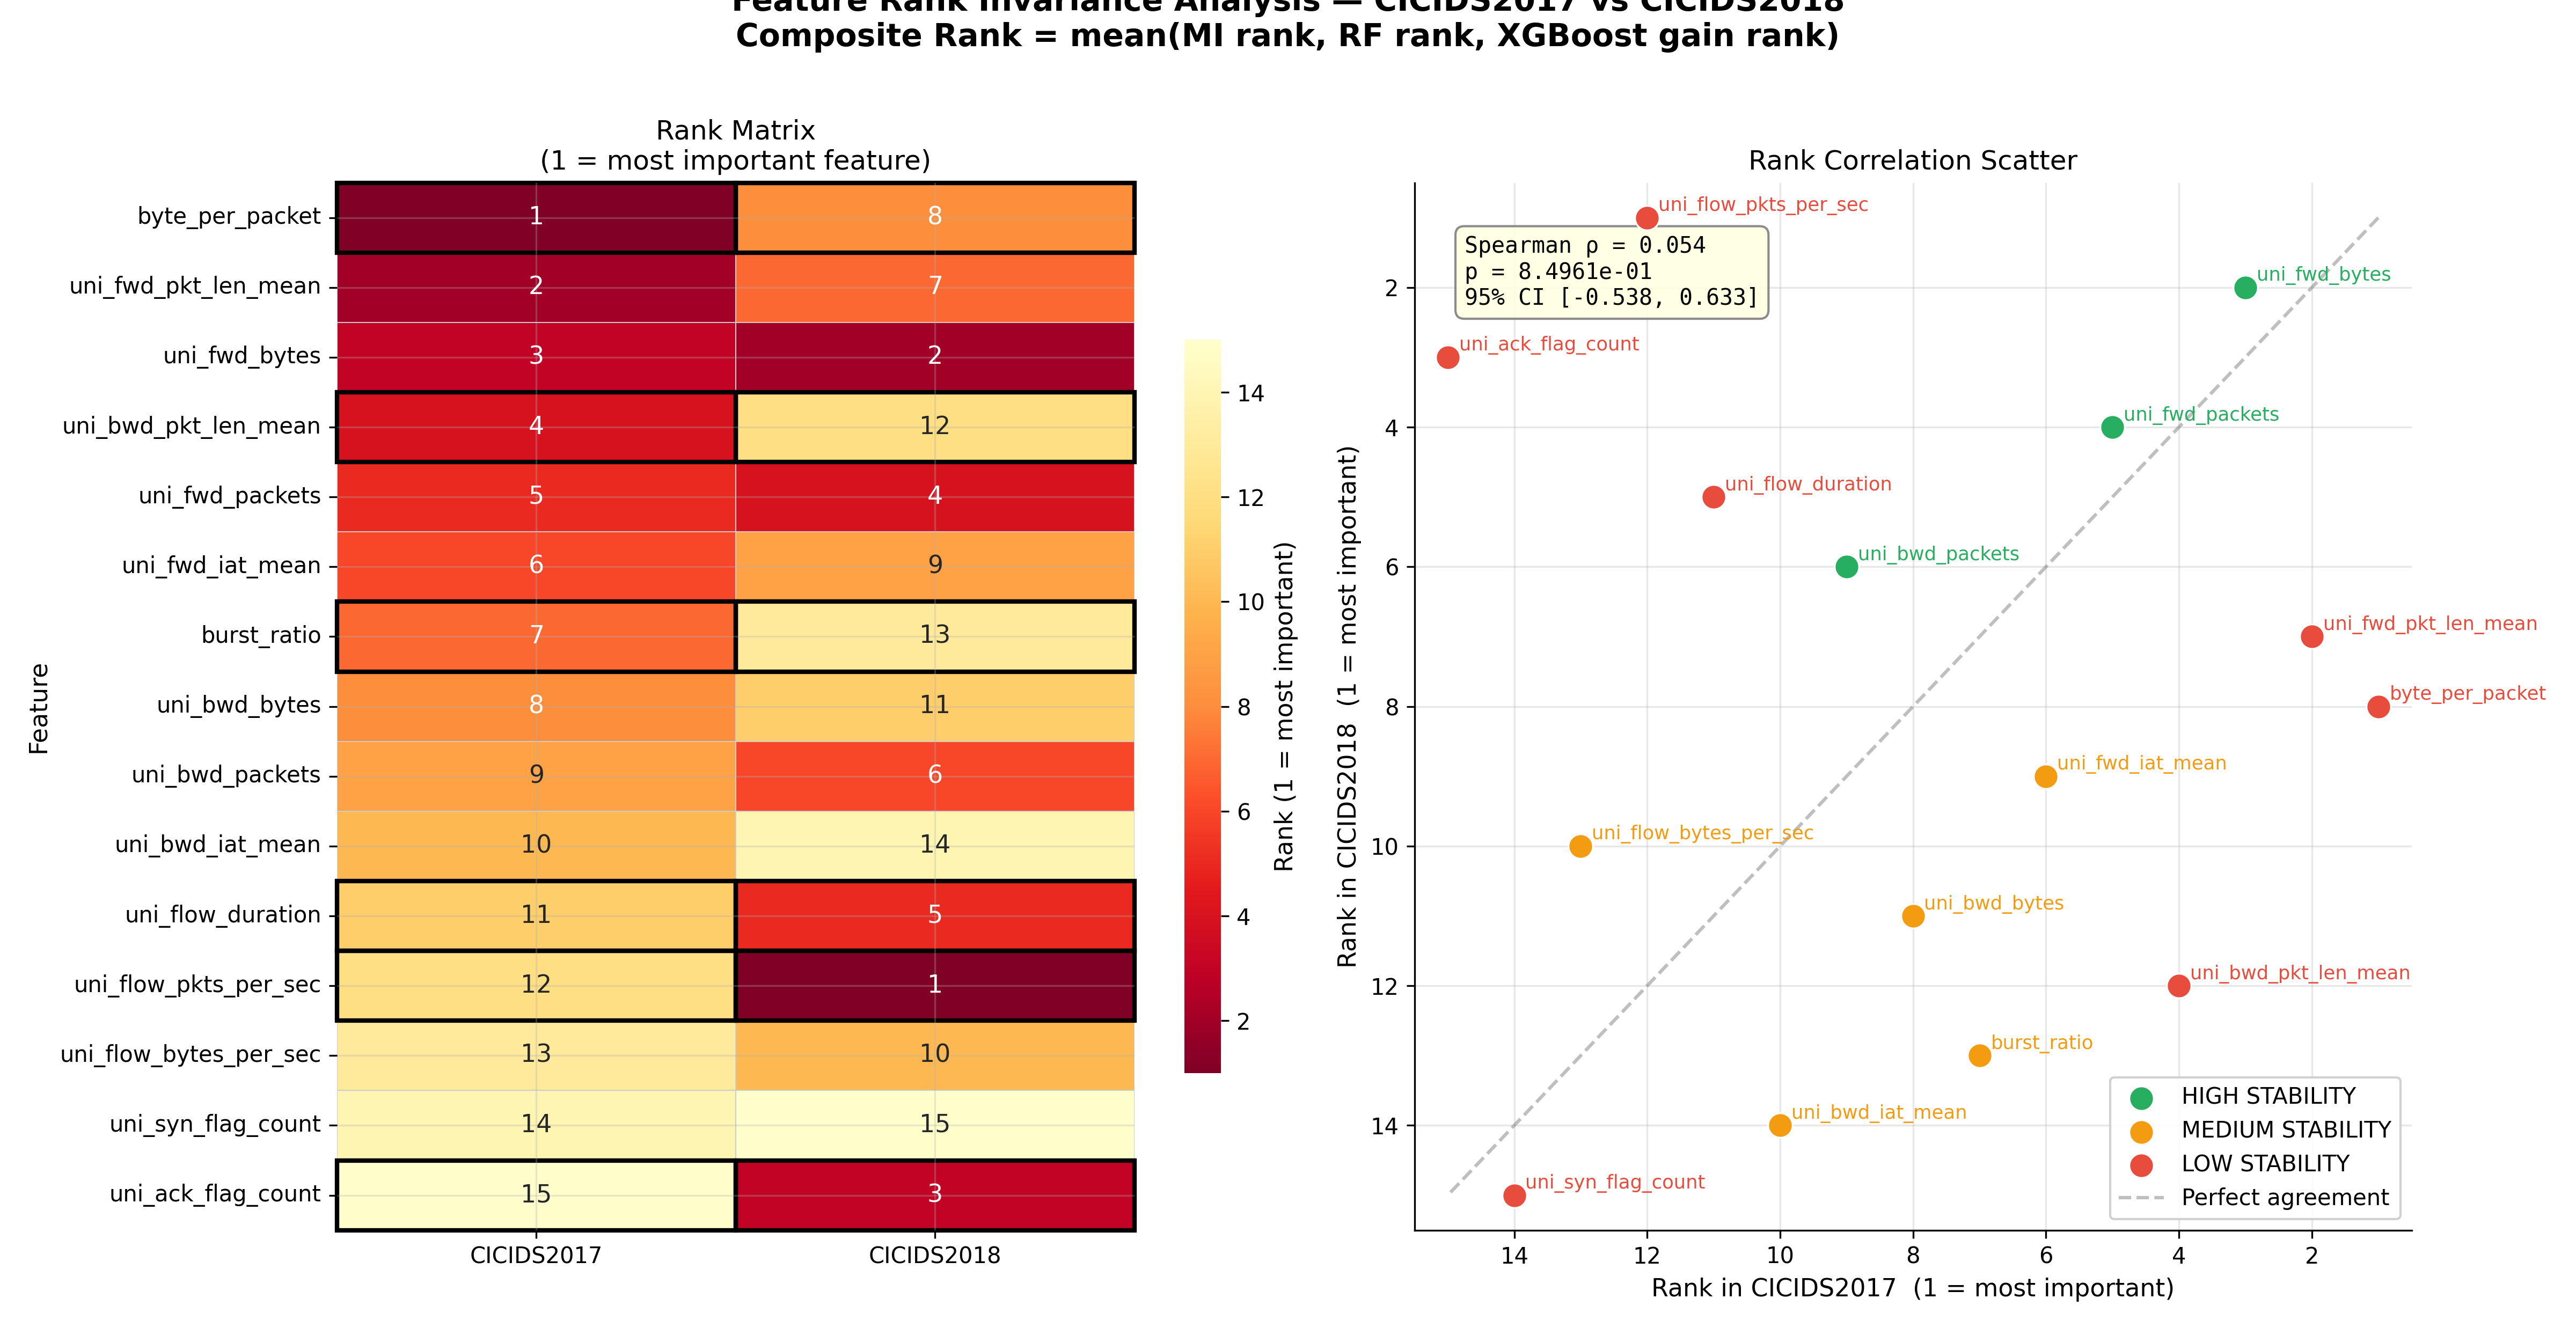 Feature Rank Invariance Analysis — CICIDS2017 vs CICIDS2018
Composite Rank = mean(MI rank, RF rank, XGBoost gain rank)
Rank Matrix
(1 = most important feature)
Feature
byte_per_packet 1 8
uni_fwd_pkt_len_mean 2 7
uni_fwd_bytes 3 2
uni_bwd_pkt_len_mean 4 12
uni_fwd_packets 5 4
uni_fwd_iat_mean 6 9
burst_ratio 7 13
uni_bwd_bytes 8 11
uni_bwd_packets 9 6
uni_bwd_iat_mean 10 14
uni_flow_duration 11 5
uni_flow_pkts_per_sec 12 1
uni_flow_bytes_per_sec 13 10
uni_syn_flag_count 14 15
uni_ack_flag_count 15 3
CICIDS2017 CICIDS2018
14
12
10
8
6
4
2
Rank (1 = most important)
Rank Correlation Scatter
Rank in CICIDS2018  (1 = most important)
2
4
6
8
10
12
14
uni_flow_pkts_per_sec
Spearman ρ = 0.054
p = 8.4961e-01
95% CI [-0.538, 0.633]
uni_fwd_bytes
uni_ack_flag_count
uni_fwd_packets
uni_flow_duration
uni_bwd_packets
uni_fwd_pkt_len_mean
byte_per_packet
uni_fwd_iat_mean
uni_flow_bytes_per_sec
uni_bwd_bytes
uni_bwd_pkt_len_mean
burst_ratio
uni_bwd_iat_mean
uni_syn_flag_count
HIGH STABILITY
MEDIUM STABILITY
LOW STABILITY
Perfect agreement
14 12 10 8 6 4 2
Rank in CICIDS2017  (1 = most important)